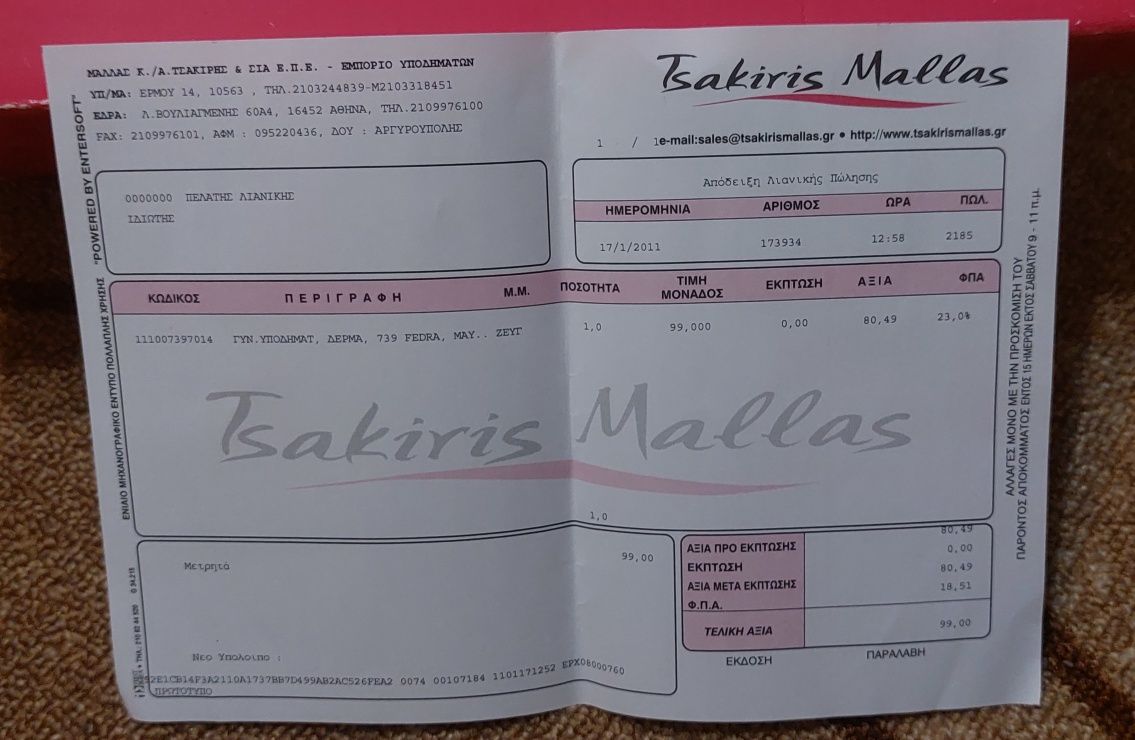 ΜΑΛΛΑΣ Κ./Α.ΤΣΑΚΙΡΗΣ & ΣΙΑ Ε.Π.Ε. - ΕΜΠΟΡΙΟ ΥΠΟΔΗΜΑΤΩΝ
ΥΠ/ΜΑ: ΕΡΜΟΥ 14, 10563 , ΤΗΛ.2103244839-Μ2103318451
ΕΔΡΑ: Λ.ΒΟΥΛΙΑΓΜΕΝΗΣ 60Α4, 16452 ΑΘΗΝΑ, ΤΗΛ.2109976100
FAX: 2109976101, ΑΦΜ : 095220436, ΔΟΥ : ΑΡΓΥΡΟΥΠΟΛΗΣ
Tsakiris Mallas
1 / 1e-mail:sales@tsakirismallas.gr • http://www.tsakirismallas.gr
0000000 ΠΕΛΑΤΗΣ ΛΙΑΝΙΚΗΣ
ΙΔΙΩΤΗΣ
Απόδειξη Λιανικής Πώλησης
ΗΜΕΡΟΜΗΝΙΑ ΑΡΙΘΜΟΣ ΩΡΑ ΠΩΛ.
17/1/2011 173934 12:58 2185
ΚΩΔΙΚΟΣ ΠΕΡΙΓΡΑΦΗ Μ.Μ. ΠΟΣΟΤΗΤΑ ΤΙΜΗ ΜΟΝΑΔΟΣ ΕΚΠΤΩΣΗ ΑΞΙΑ ΦΠΑ
111007397014 ΓΥΝ.ΥΠΟΔΗΜΑΤ, ΔΕΡΜΑ, 739 FEDRA, ΜΑΥ.. ΖΕΥΓ 1,0 99,000 0,00 80,49 23,0%
Tsakiris Mallas
1,0
Μετρητά 99,00
Νεο Υπολοιπο :
80,49
ΑΞΙΑ ΠΡΟ ΕΚΠΤΩΣΗΣ 0,00
ΕΚΠΤΩΣΗ 80,49
ΑΞΙΑ ΜΕΤΑ ΕΚΠΤΩΣΗΣ 18,51
Φ.Π.Α.
ΤΕΛΙΚΗ ΑΞΙΑ 99,00
ΕΚΔΟΣΗ ΠΑΡΑΛΑΒΗ
92E1CB14F3A2110A1737BB7D499AB2AC526FEA2 0074 00107184 1101171252 ΕΡΧ08000760
ΠΡΩΤΟΤΥΠΟ
ΕΝΙΑΙΟ ΜΗΧΑΝΟΓΡΑΦΙΚΟ ΕΝΤΥΠΟ ΠΟΛΛΑΠΛΗΣ ΧΡΗΣΗΣ "POWERED BY ENTERSOFT"
ΑΛΛΑΓΕΣ ΜΟΝΟ ΜΕ ΤΗΝ ΠΡΟΣΚΟΜΙΣΗ ΤΟΥ
ΠΑΡΟΝΤΟΣ ΑΠΟΚΟΜΜΑΤΟΣ ΕΝΤΟΣ 15 ΗΜΕΡΩΝ ΕΚΤΟΣ ΣΑΒΒΑΤΟΥ 9 - 11 π.μ.